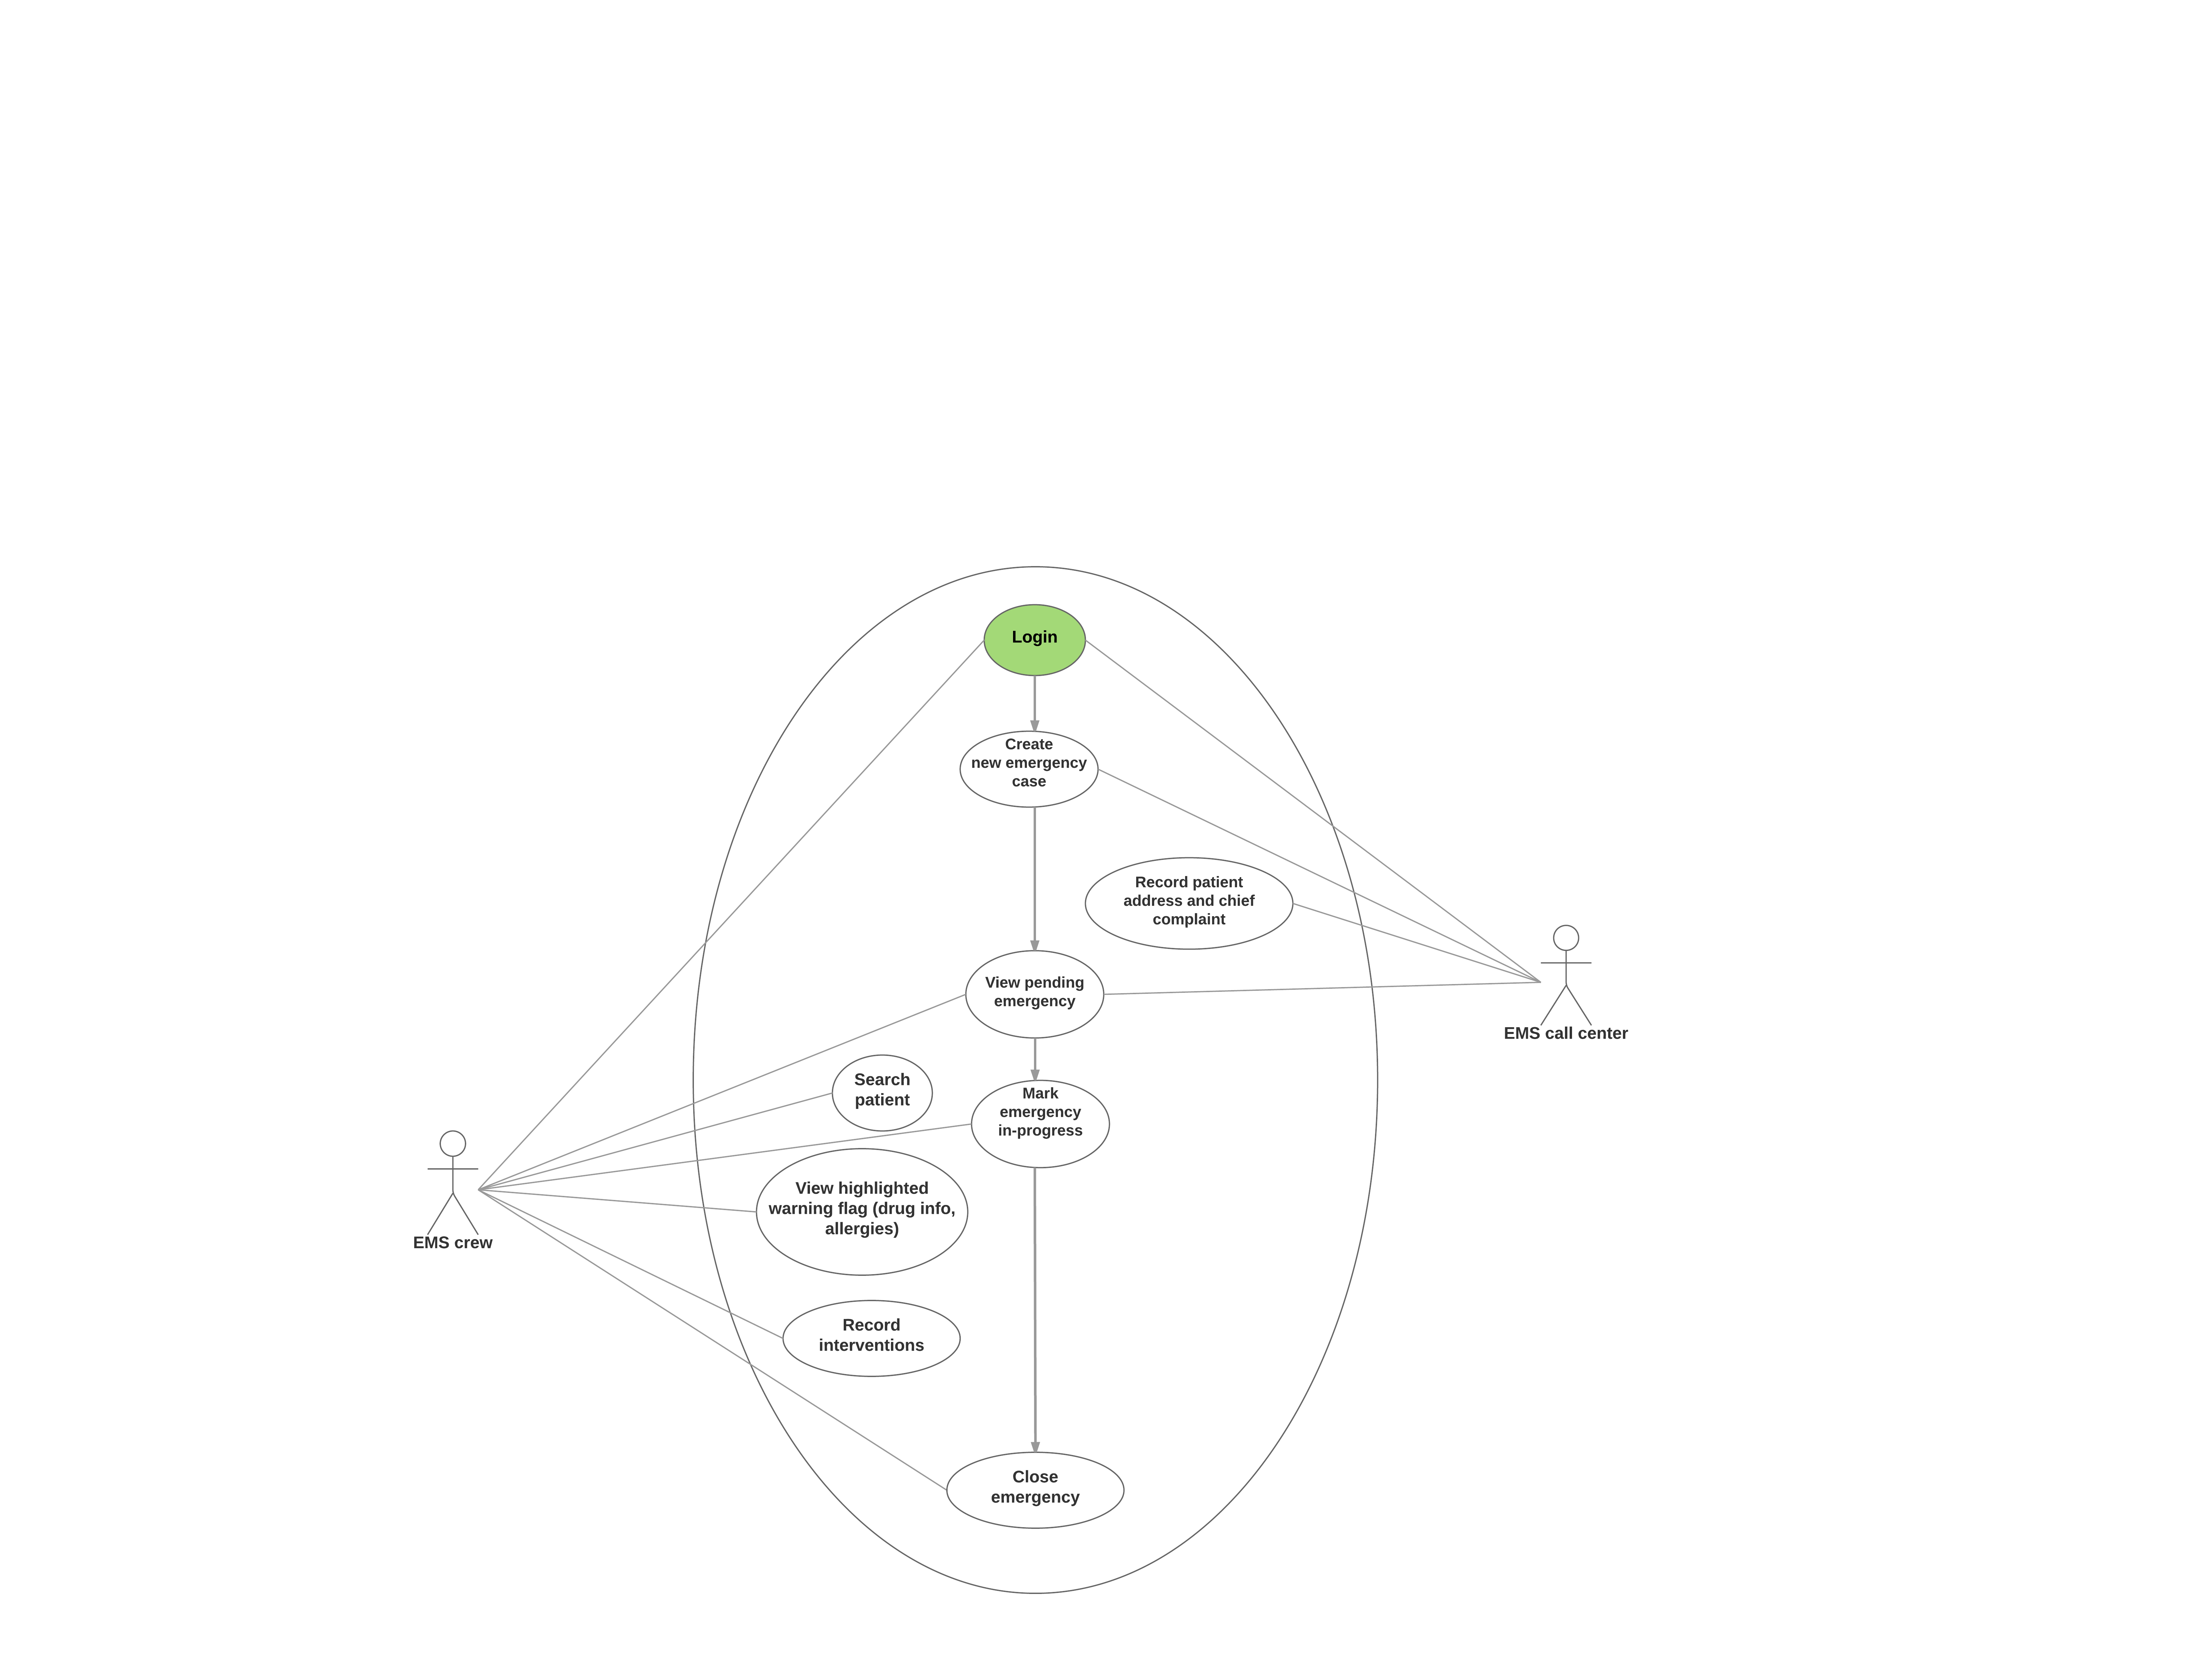 Login
Create
new emergency
case
Record patient
address and chief
complaint
View pending
emergency
EMS call center
Search
patient
Mark
emergency
in-progress
View highlighted
warning flag (drug info,
allergies)
EMS crew
Record
interventions
Close
emergency